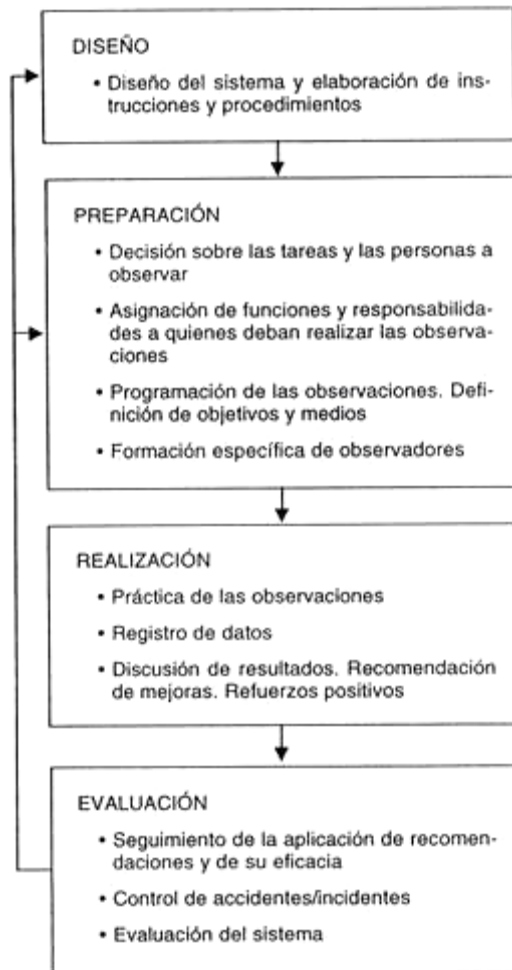 DISEÑO
• Diseño del sistema y elaboración de ins-
trucciones y procedimientos
PREPARACIÓN
• Decisión sobre las tareas y las personas a
observar
• Asignación de funciones y responsabilida-
des a quienes deban realizar las observa-
ciones
• Programación de las observaciones. Defi-
nición de objetivos y medios
• Formación específica de observadores
REALIZACIÓN
• Práctica de las observaciones
• Registro de datos
• Discusión de resultados. Recomendación
de mejoras. Refuerzos positivos
EVALUACIÓN
• Seguimiento de la aplicación de recomen-
daciones y de su eficacia
• Control de accidentes/incidentes
• Evaluación del sistema